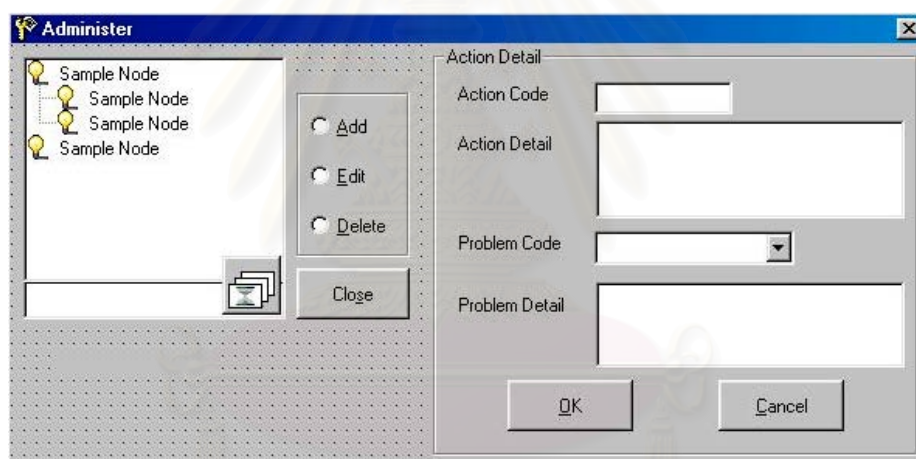 Administer
Sample Node
Sample Node
Sample Node
Sample Node
Add
Edit
Delete
Close
Action Detail
Action Code
Action Detail
Problem Code
Problem Detail
OK
Cancel